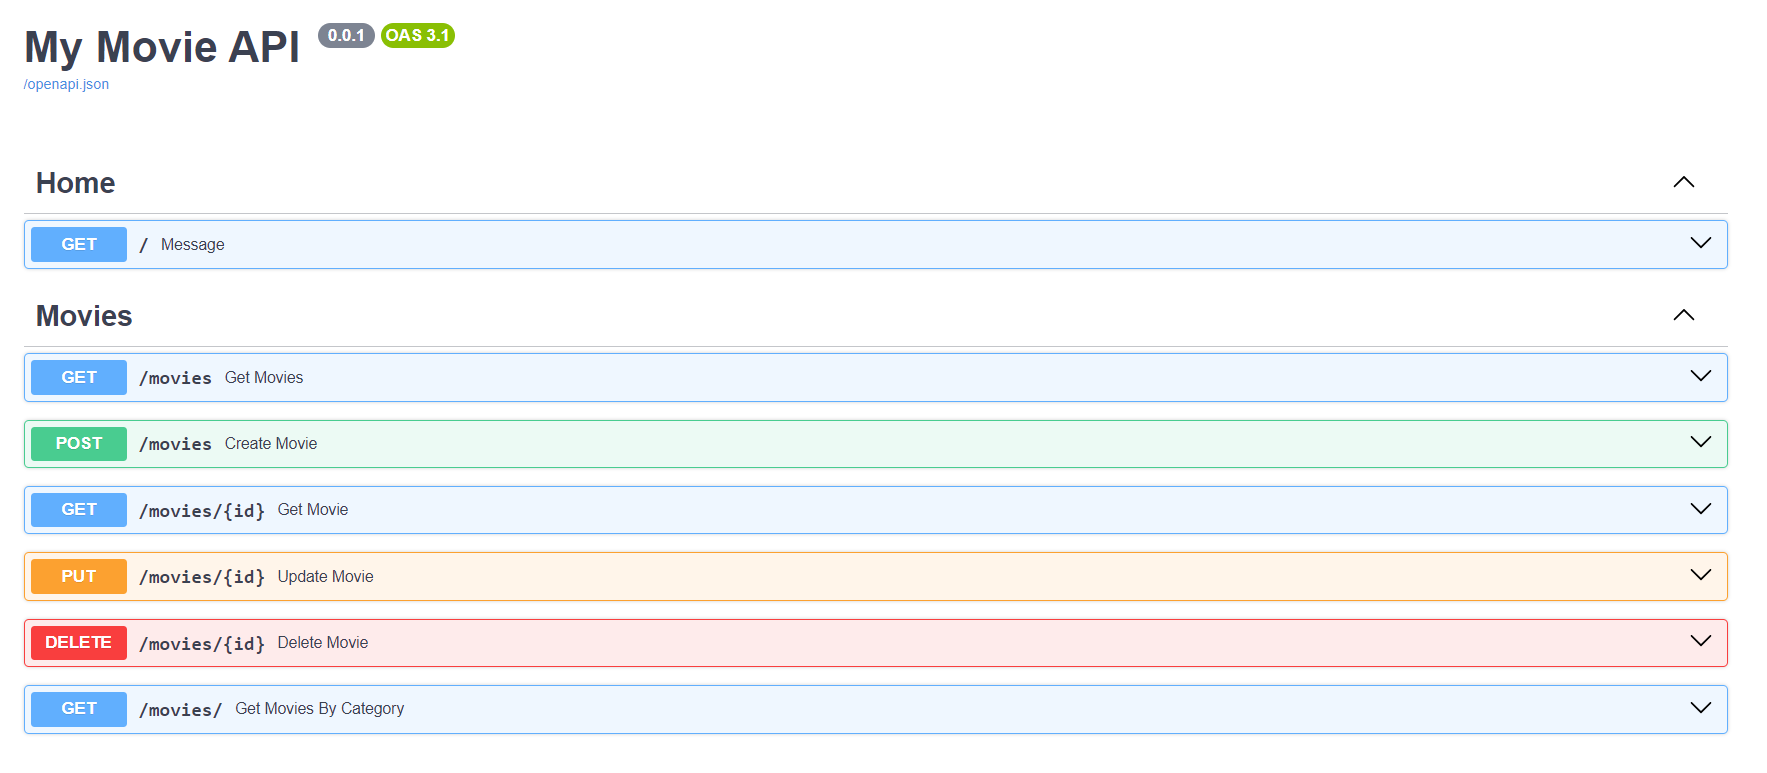 My Movie API 0.0.1 OAS 3.1
/openapi.json
Home
GET / Message
Movies
GET /movies Get Movies
POST /movies Create Movie
GET /movies/{id} Get Movie
PUT /movies/{id} Update Movie
DELETE /movies/{id} Delete Movie
GET /movies/ Get Movies By Category